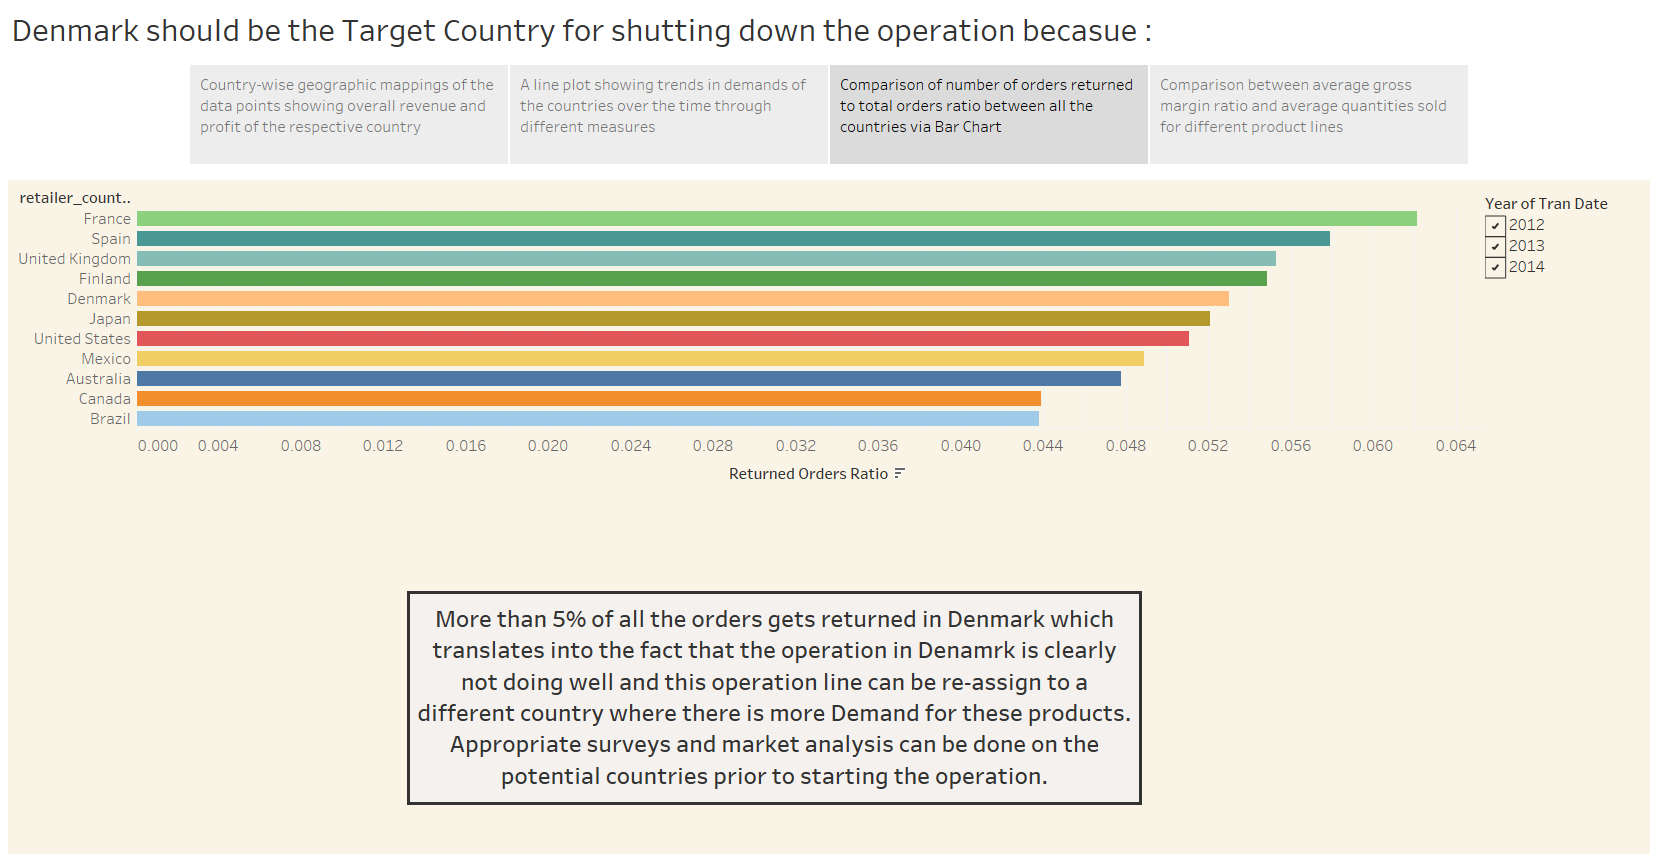 Denmark should be the Target Country for shutting down the operation becasue :
Country-wise geographic mappings of the
data points showing overall revenue and
profit of the respective country
A line plot showing trends in demands of
the countries over the time through
different measures
Comparison of number of orders returned
to total orders ratio between all the
countries via Bar Chart
Comparison between average gross
margin ratio and average quantities sold
for different product lines
retailer_count..
France
Spain
United Kingdom
Finland
Denmark
Japan
United States
Mexico
Australia
Canada
Brazil
0.000 0.004 0.008 0.012 0.016 0.020 0.024 0.028 0.032 0.036 0.040 0.044 0.048 0.052 0.056 0.060 0.064
Returned Orders Ratio
Year of Tran Date
2012
2013
2014
More than 5% of all the orders gets returned in Denmark which
translates into the fact that the operation in Denamrk is clearly
not doing well and this operation line can be re-assign to a
different country where there is more Demand for these products.
Appropriate surveys and market analysis can be done on the
potential countries prior to starting the operation.